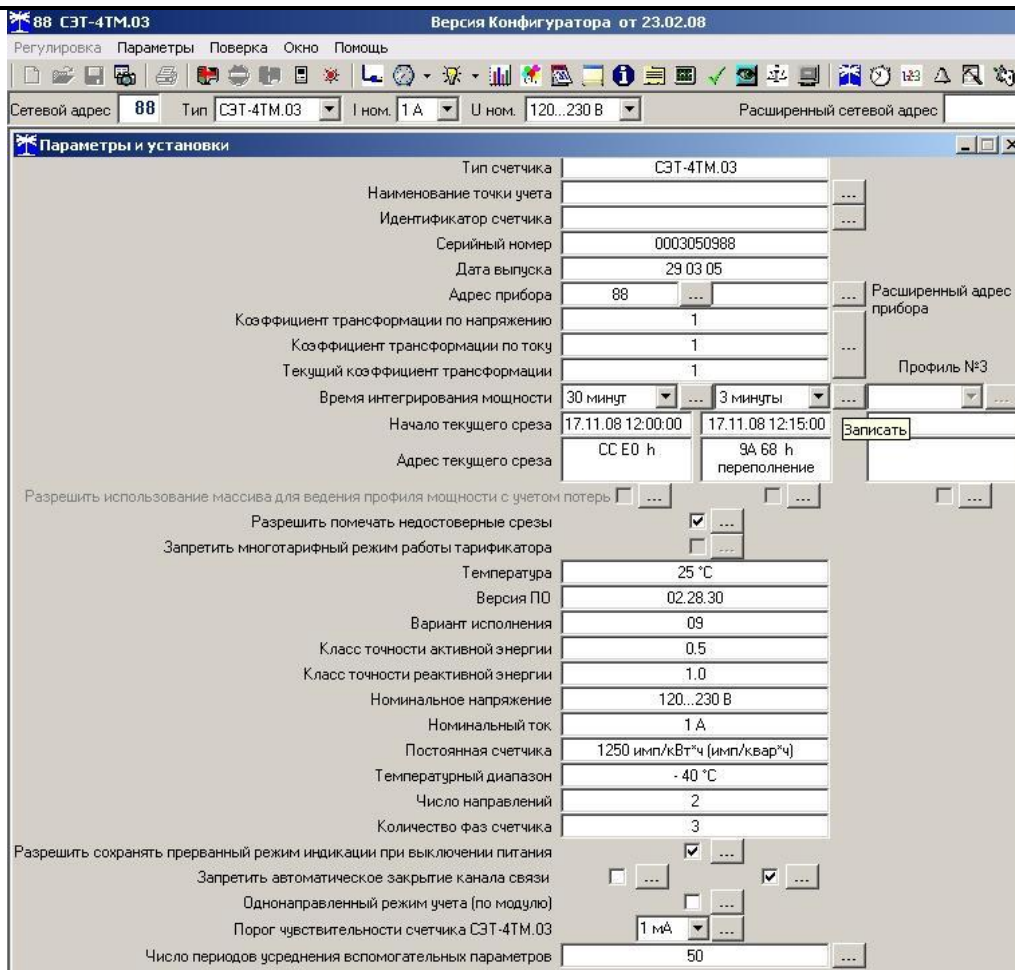 88 СЭТ-4ТМ.03 Версия Конфигуратора от 23.02.08
Регулировка Параметры Поверка Окно Помощь
Сетевой адрес 88 Тип СЭТ-4ТМ.03 I ном. 1 А U ном. 120...230 В Расширенный сетевой адрес
Параметры и установки
Тип счетчика СЭТ-4ТМ.03
Наименование точки учета ...
Идентификатор счетчика ...
Серийный номер 0003050988
Дата выпуска 29 03 05
Адрес прибора 88 ... ... Расширенный адрес
прибора
Коэффициент трансформации по напряжению 1
Коэффициент трансформации по току 1 ...
Текущий коэффициент трансформации 1 Профиль №3
Время интегрирования мощности 30 минут ... 3 минуты ... ...
Начало текущего среза 17.11.08 12:00:00 17.11.08 12:15:00 Записать
Адрес текущего среза CC E0 h 9A 68 h
переполнение
Разрешить использование массива для ведения профиля мощности с учетом потерь ... ... ...
Разрешить помечать недостоверные срезы ...
Запретить многотарифный режим работы тарификатора ...
Температура 25 °C
Версия ПО 02.28.30
Вариант исполнения 09
Класс точности активной энергии 0.5
Класс точности реактивной энергии 1.0
Номинальное напряжение 120...230 В
Номинальный ток 1 А
Постоянная счетчика 1250 имп/кВт*ч (имп/квар*ч)
Температурный диапазон - 40 °C
Число направлений 2
Количество фаз счетчика 3
Разрешить сохранять прерванный режим индикации при выключении питания ...
Запретить автоматическое закрытие канала связи ... ...
Однонаправленный режим учета (по модулю) ...
Порог чувствительности счетчика СЭТ-4ТМ.03 1 мА ...
Число периодов усреднения вспомогательных параметров 50 ...